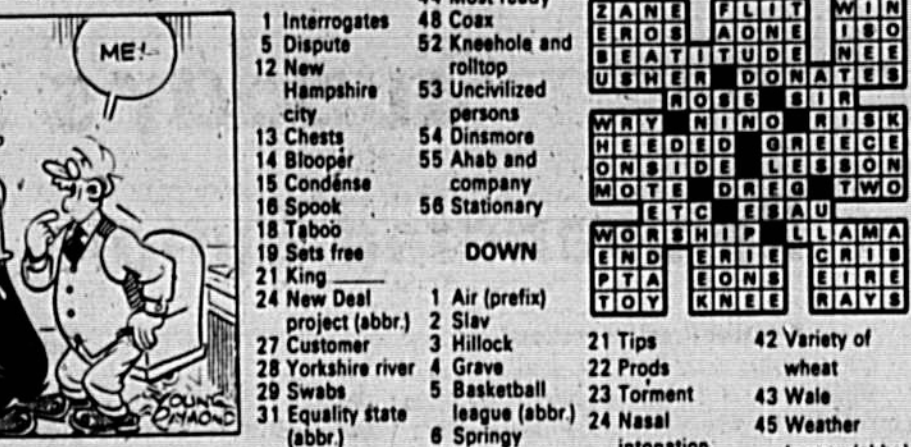 ME!
YOUNG
RAYMOND
1 Interrogates
5 Dispute
12 New
Hampshire
city
13 Chests
14 Blooper
15 Condense
16 Spook
18 Taboo
19 Sets free
21 King ____
24 New Deal
project (abbr.)
27 Customer
28 Yorkshire river
29 Swabs
31 Equality state
(abbr.)
48 Coax
52 Kneehole and
rolltop
53 Uncivilized
persons
54 Dinsmore
55 Ahab and
company
56 Stationary
DOWN
1 Air (prefix)
2 Slav
3 Hillock
4 Grave
5 Basketball
league (abbr.)
6 Springy
ZANE FLIT WIN
EROS AONE ISO
BEATITUDE NEE
USHER DONATES
ROSE SIR
WRY NINO RISK
HEEDED GREECE
ONSIDE LESSON
MOTE DREG TWO
ETC ESAU
WORSHIP LLAMA
END ERIE CRIB
PTA EONS EIRE
TOY KNEE RAYS
21 Tips
22 Prods
23 Torment
24 Nasal
intonation
42 Variety of
wheat
43 Wale
45 Weather